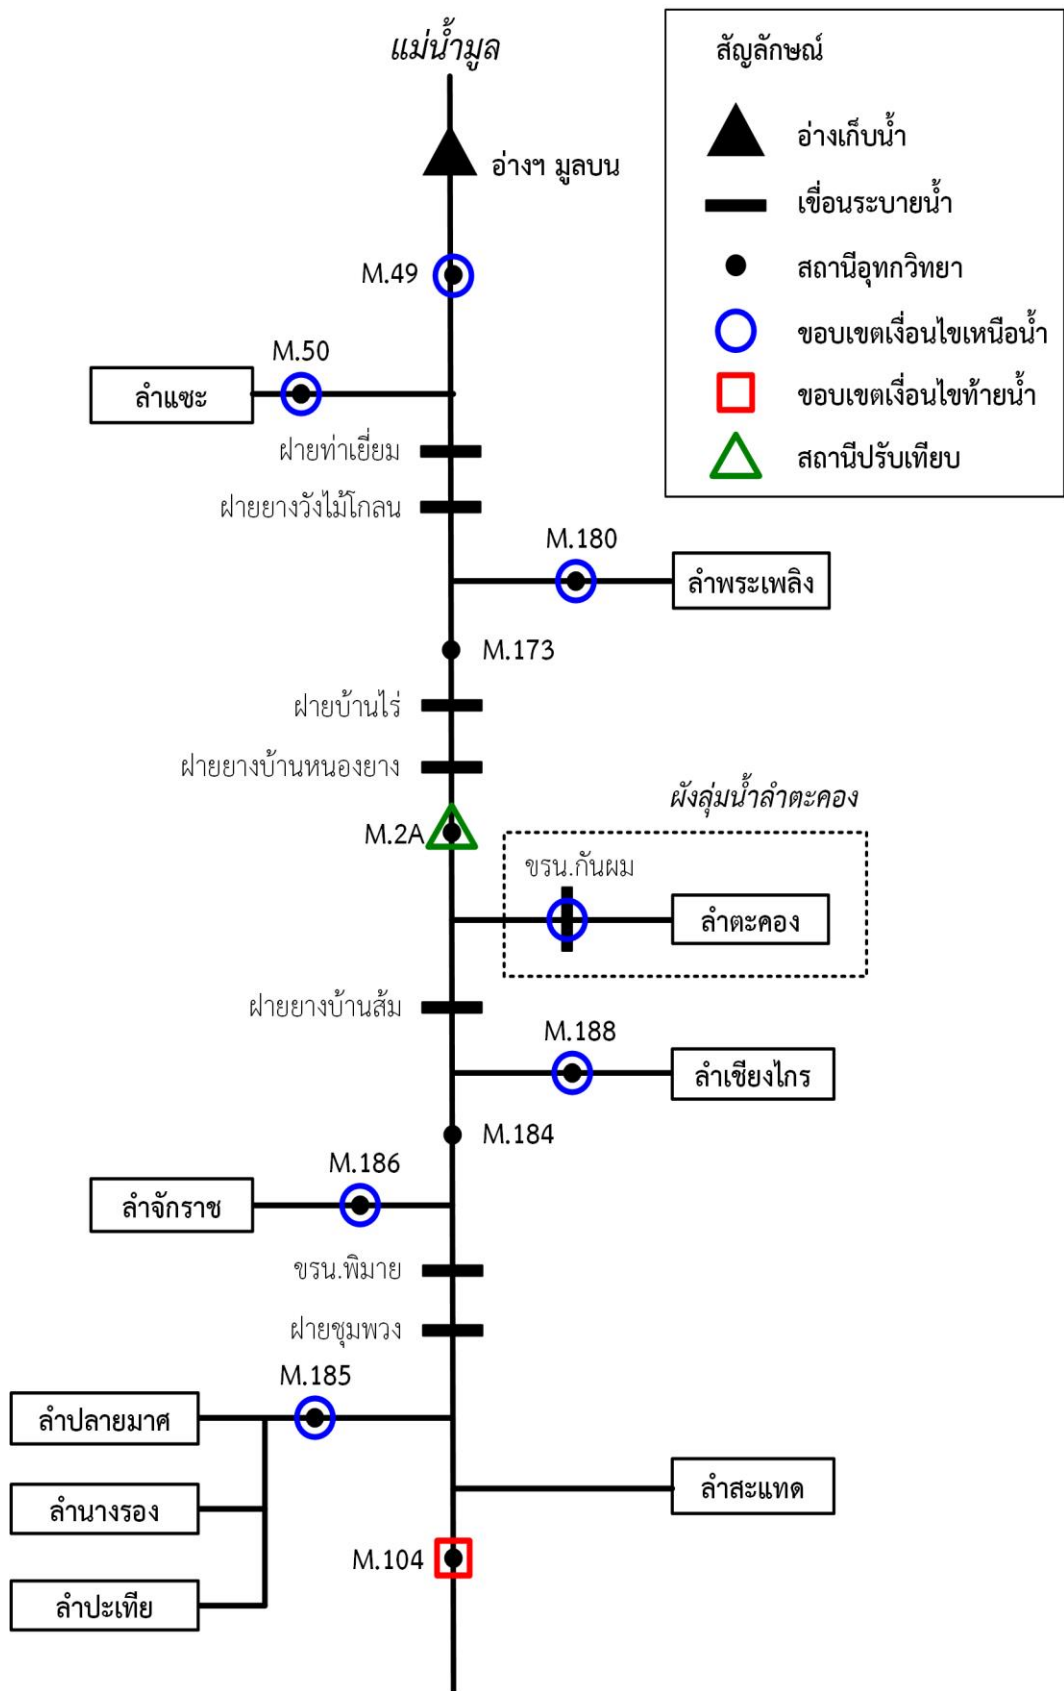 แม่น้ำมูล
สัญลักษณ์
อ่างเก็บน้ำ
เขื่อนระบายน้ำ
สถานีอุทกวิทยา
ขอบเขตเงื่อนไขเหนือน้ำ
ขอบเขตเงื่อนไขท้ายน้ำ
สถานีปรับเทียบ
อ่างฯ มูลบน
M.49
M.50
ลำแซะ
ฝายท่าเยี่ยม
ฝายยางวังไม้โกลน
M.180
ลำพระเพลิง
M.173
ฝายบ้านไร่
ฝายยางบ้านหนองยาง
ผังลุ่มน้ำลำตะคอง
M.2A
ขรน.กันผม
ลำตะคอง
ฝายยางบ้านส้ม
M.188
ลำเชียงไกร
M.184
M.186
ลำจักราช
ขรน.พิมาย
ฝายชุมพวง
M.185
ลำปลายมาศ
ลำสะแทด
ลำนางรอง
M.104
ลำปะเทีย